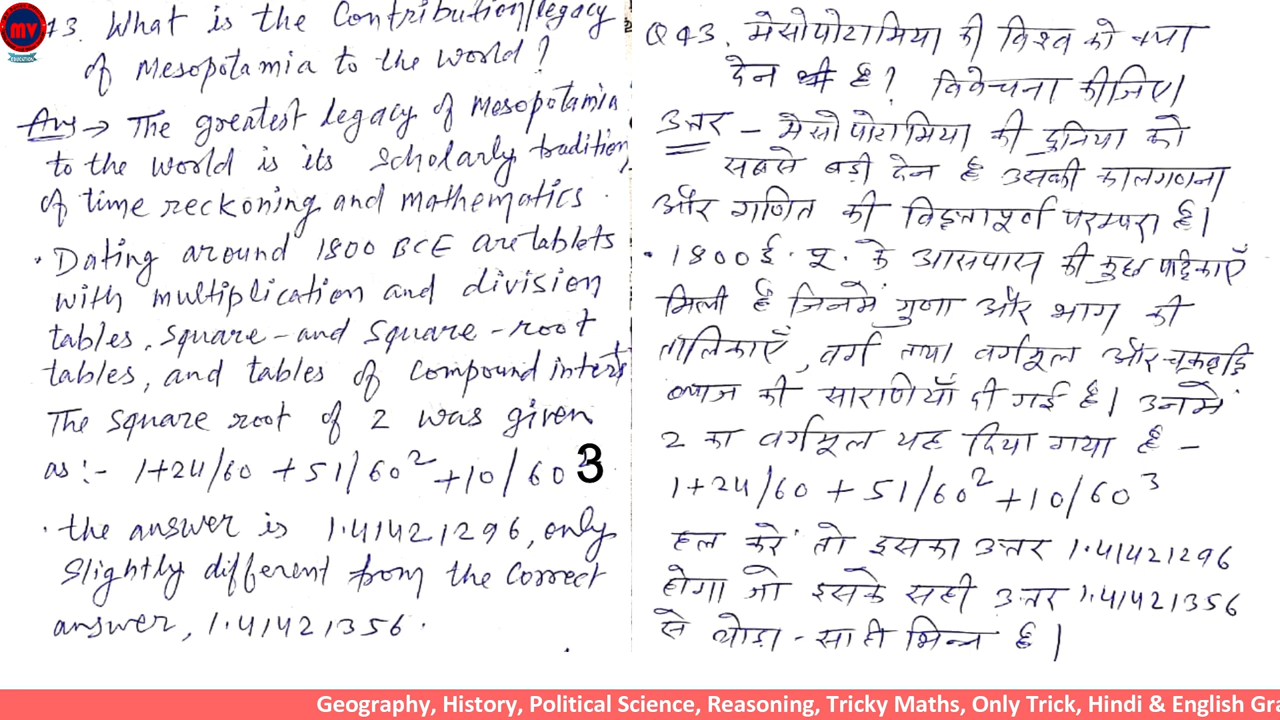 mv
EDUCATION
43. What is the Contribution/legacy
of Mesopotamia to the world?
Ans → The greatest legacy of Mesopotamia
to the world is its scholarly tradition
of time reckoning and mathematics.
· Dating around 1800 BCE are tablets
with multiplication and division
tables, square-and square-root
tables, and tables of compound interst
The square root of 2 was given
as:- 1+24/60 +51/60² +10/60 3
· the answer is 1.41421296, only
slightly different from the correct
answer, 1.41421356.
Q 43. मेसोपोटामिया की विश्व को क्या
देन है? विवेचना कीजिए।
उत्तर - मेसोपोटामिया की दुनिया को
सबसे बड़ी देन है उसकी कालगणना
और गणित की विद्वत्तापूर्ण परम्परा है।
· 1800 ई. पू. के आसपास की कुछ पट्टिकाएँ
मिली हैं जिनमें गुणा और भाग की
तालिकाएँ, वर्ग तथा वर्गमूल और चक्रवृद्धि
ब्याज की सारणियाँ दी गई है। उनमें
2 का वर्गमूल यह दिया गया है -
1+24/60 + 51/60² +10/60³
हल करें तो इसका उत्तर 1.41421296
होगा जो इसके सही उत्तर 1.41421356
से थोड़ा-सा ही भिन्न है।
Geography, History, Political Science, Reasoning, Tricky Maths, Only Trick, Hindi & English Gra